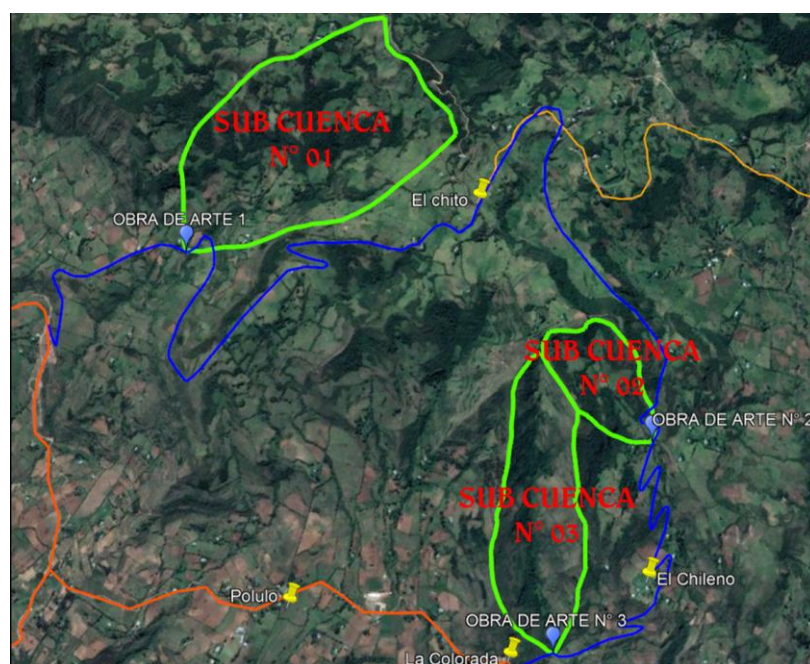 SUB CUENCA
N° 01
El chito
OBRA DE ARTE 1
SUB CUENCA
N° 02
OBRA DE ARTE N° 2
SUB CUENCA
N° 03
El Chileno
Polulo
OBRA DE ARTE N° 3
La Colorada